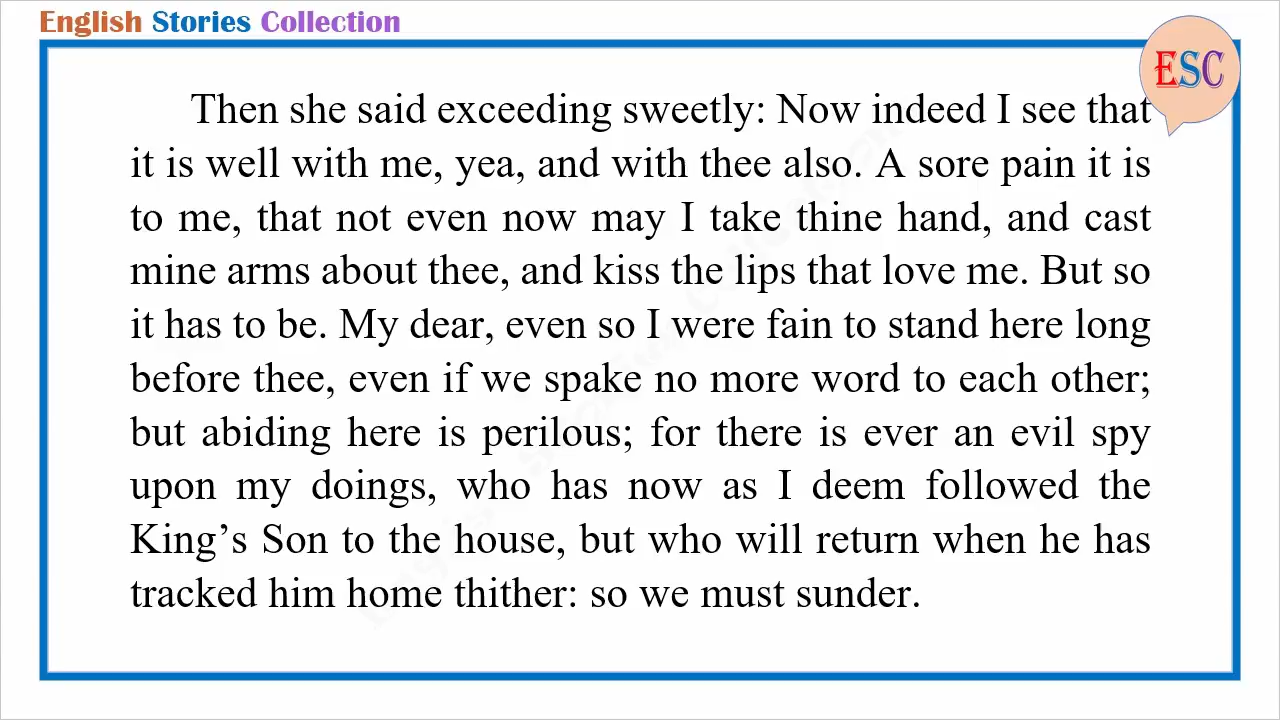 English Stories Collection
ESC
Then she said exceeding sweetly: Now indeed I see that
it is well with me, yea, and with thee also. A sore pain it is
to me, that not even now may I take thine hand, and cast
mine arms about thee, and kiss the lips that love me. But so
it has to be. My dear, even so I were fain to stand here long
before thee, even if we spake no more word to each other;
but abiding here is perilous; for there is ever an evil spy
upon my doings, who has now as I deem followed the
King’s Son to the house, but who will return when he has
tracked him home thither: so we must sunder.